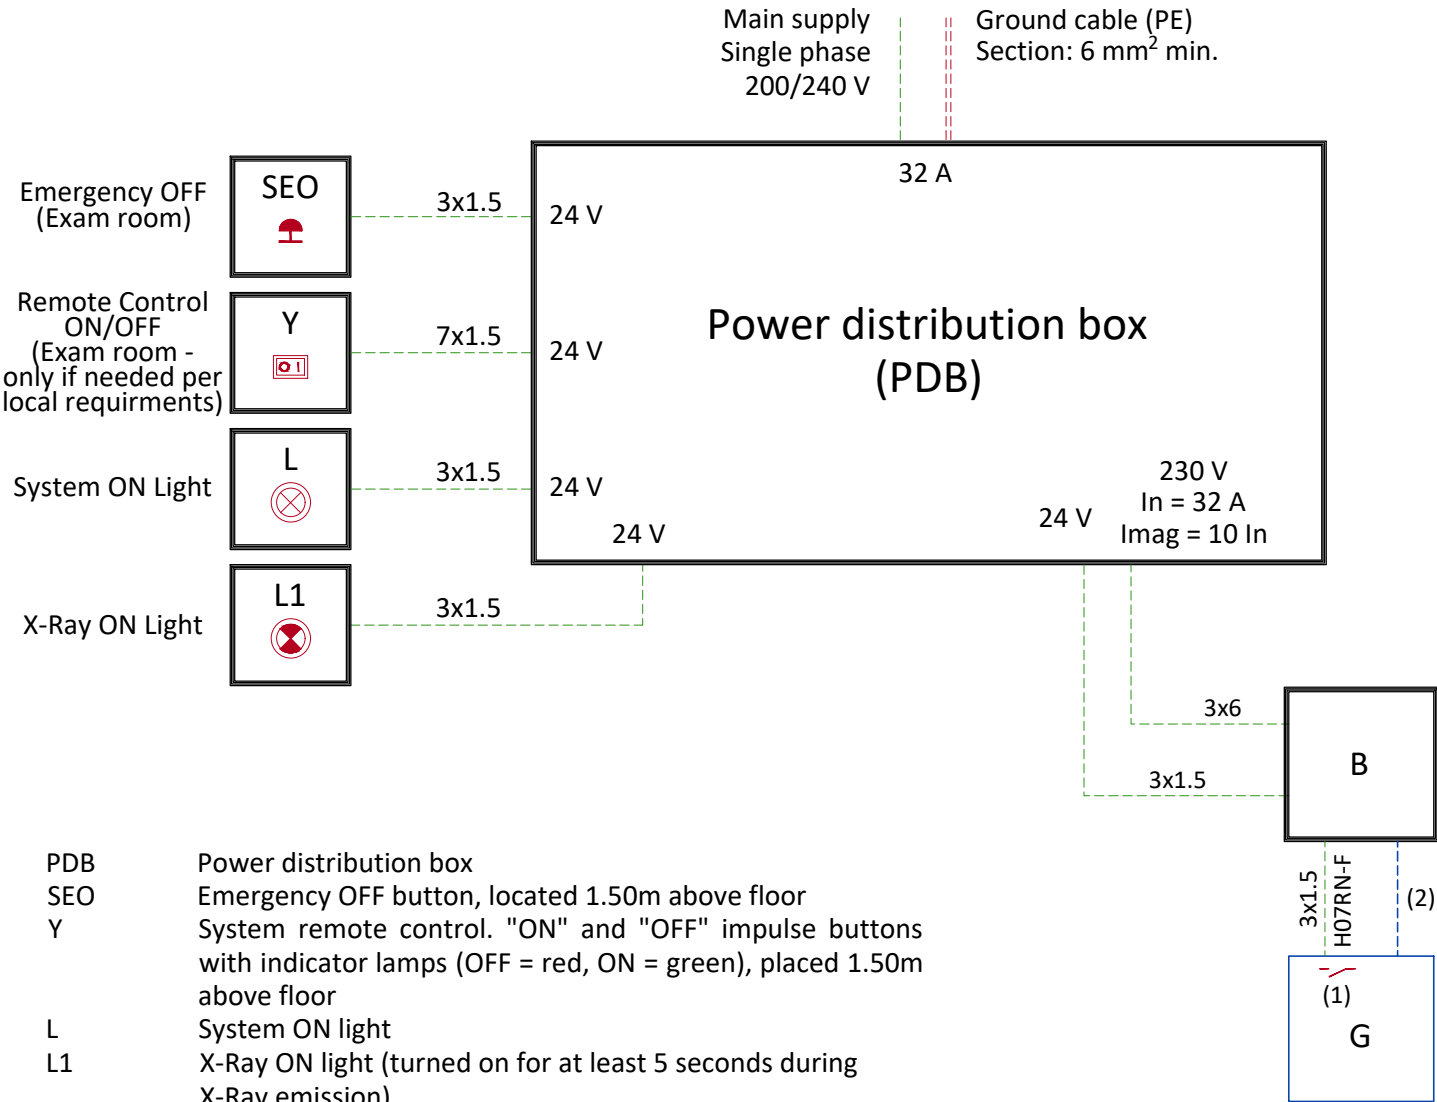 Main supply
Single phase
200/240 V
Ground cable (PE)
Section: 6 mm² min.
32 A
Emergency OFF
(Exam room)
SEO
3x1.5
24 V
Remote Control
ON/OFF
(Exam room -
only if needed per
local requirments)
Y
0 I
7x1.5
24 V
Power distribution box
(PDB)
System ON Light
L
3x1.5
24 V
24 V
24 V
230 V
In = 32 A
Imag = 10 In
X-Ray ON Light
L1
3x1.5
3x6
3x1.5
B
3x1.5
H07RN-F
(2)
(1)
G
PDB Power distribution box
SEO Emergency OFF button, located 1.50m above floor
Y System remote control. "ON" and "OFF" impulse buttons
with indicator lamps (OFF = red, ON = green), placed 1.50m
above floor
L System ON light
L1 X-Ray ON light (turned on for at least 5 seconds during
X-Ray emission)